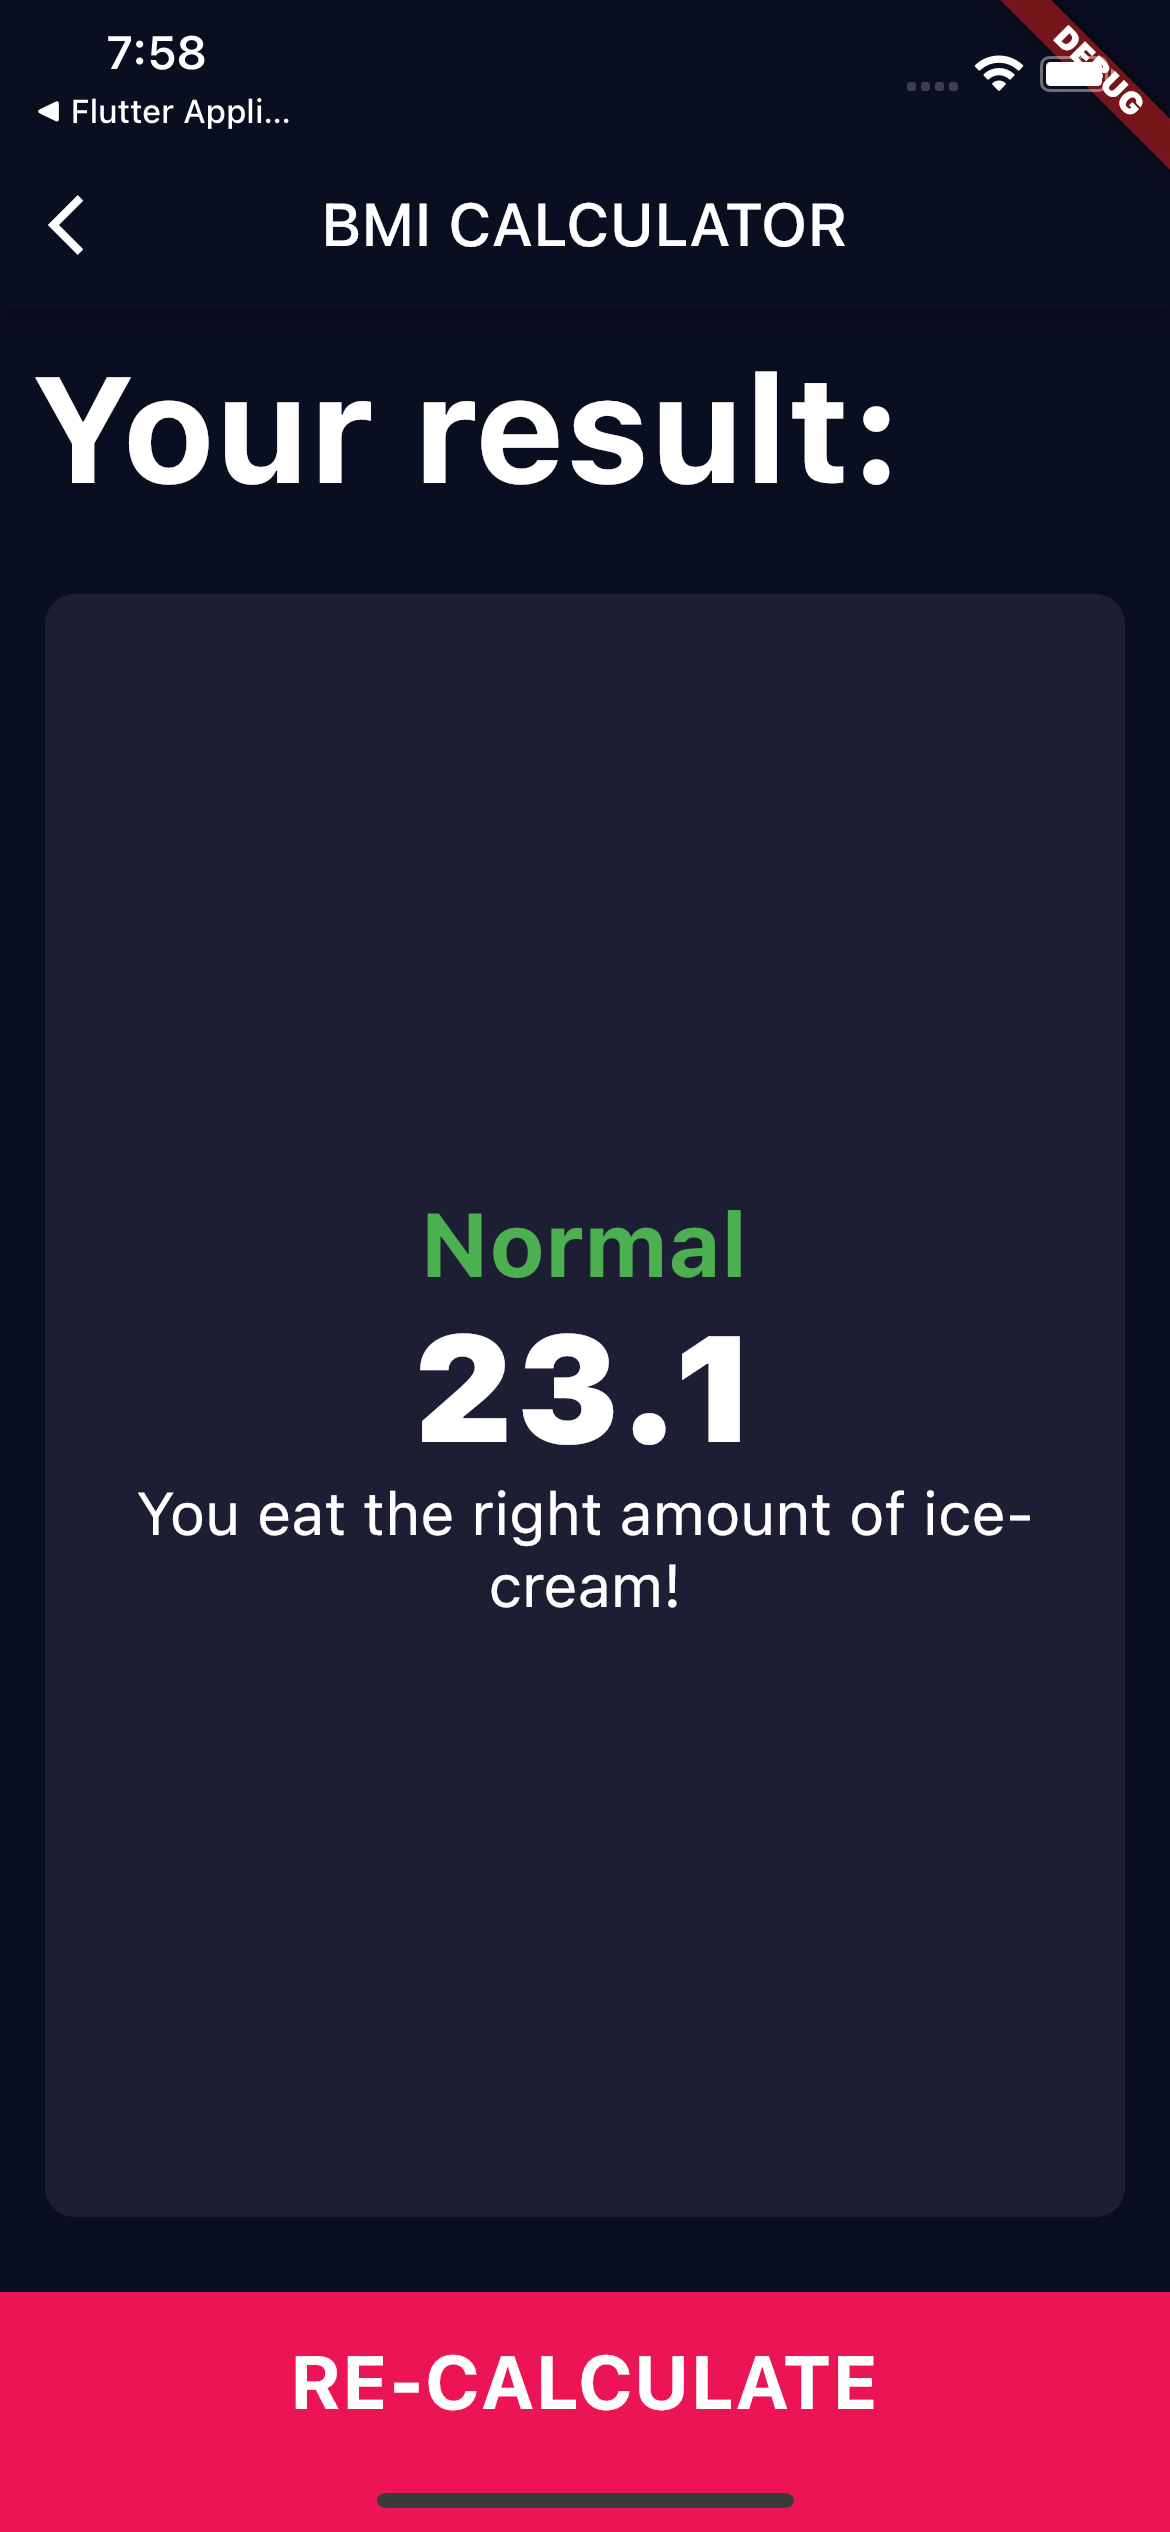 7:58
DEBUG
◀ Flutter Appli...
BMI CALCULATOR
Your result:
Normal
23.1
You eat the right amount of ice-
cream!
RE-CALCULATE